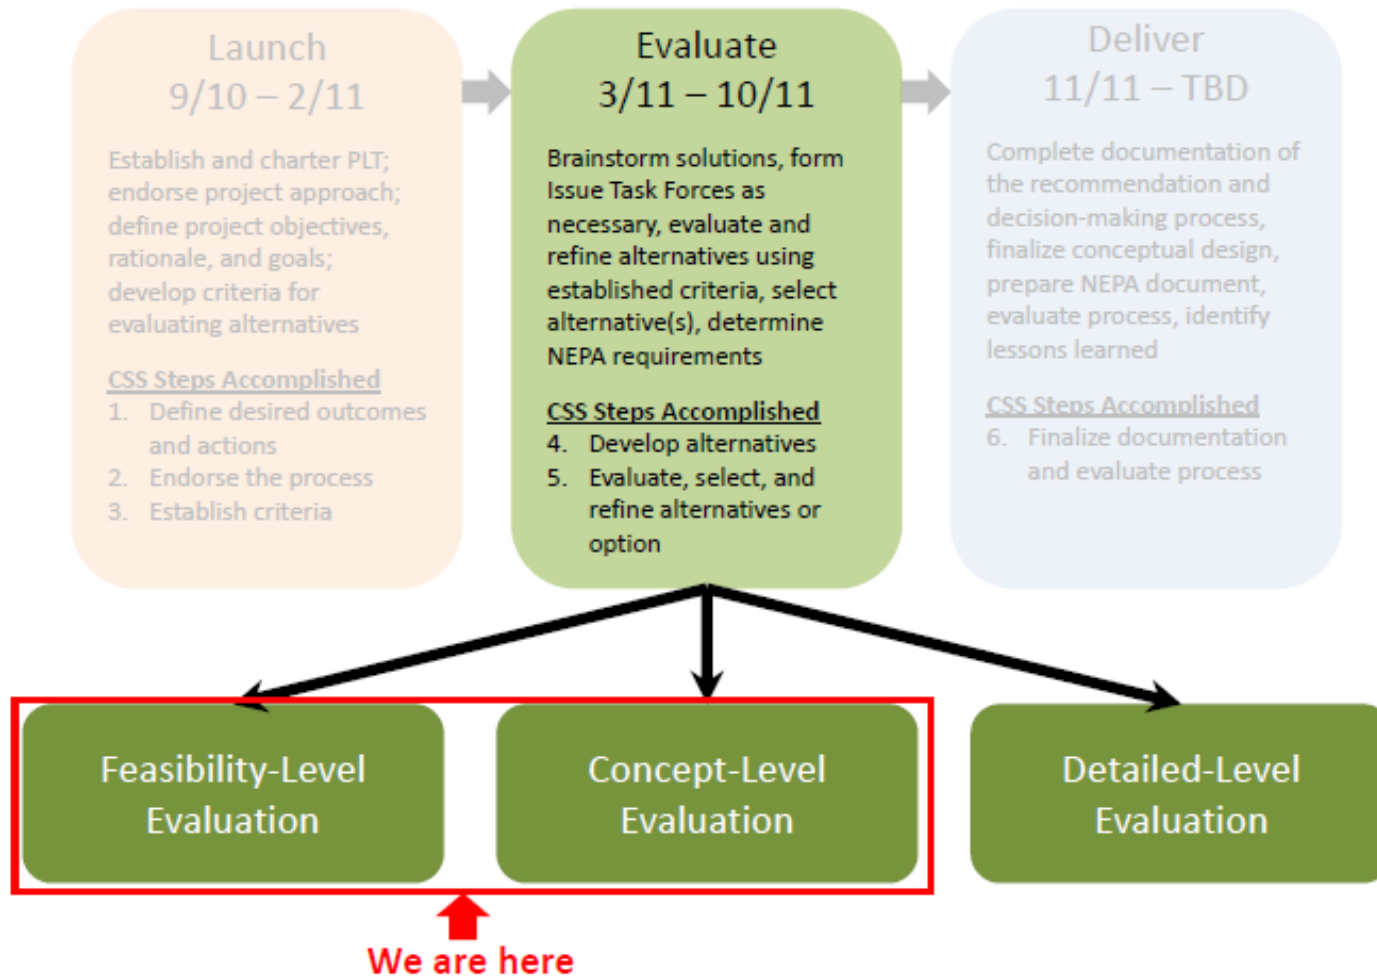 Launch
9/10 – 2/11
Establish and charter PLT;
endorse project approach;
define project objectives,
rationale, and goals;
develop criteria for
evaluating alternatives
CSS Steps Accomplished
1. Define desired outcomes
and actions
2. Endorse the process
3. Establish criteria
Evaluate
3/11 – 10/11
Brainstorm solutions, form
Issue Task Forces as
necessary, evaluate and
refine alternatives using
established criteria, select
alternative(s), determine
NEPA requirements
CSS Steps Accomplished
4. Develop alternatives
5. Evaluate, select, and
refine alternatives or
option
Deliver
11/11 – TBD
Complete documentation of
the recommendation and
decision-making process,
finalize conceptual design,
prepare NEPA document,
evaluate process, identify
lessons learned
CSS Steps Accomplished
6. Finalize documentation
and evaluate process
Feasibility-Level
Evaluation
Concept-Level
Evaluation
Detailed-Level
Evaluation
We are here